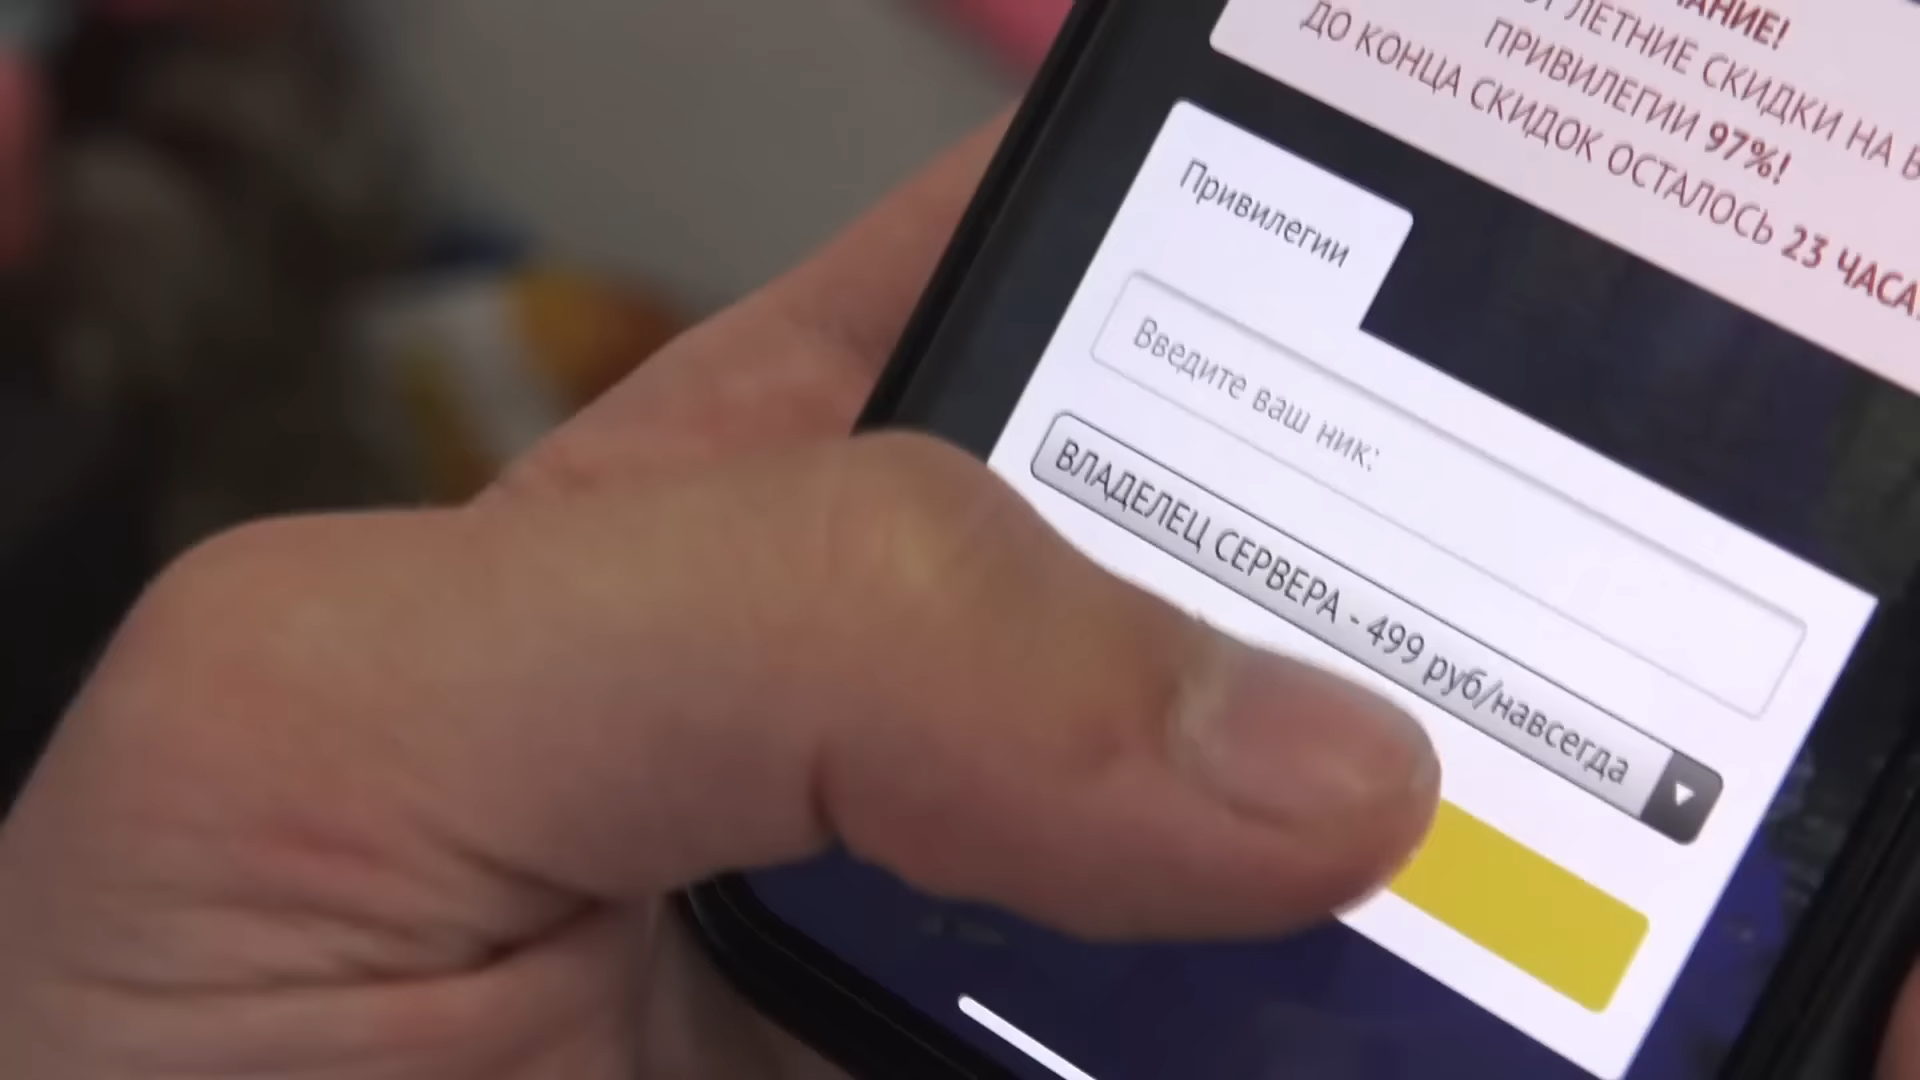 ЛЕТНИЕ СКИДКИ НА
ПРИВИЛЕГИИ 97%!
ДО КОНЦА СКИДОК ОСТАЛОСЬ 23 ЧАСА
Привилегии
Введите ваш ник:
ВЛАДЕЛЕЦ СЕРВЕРА - 499 руб/навсегда